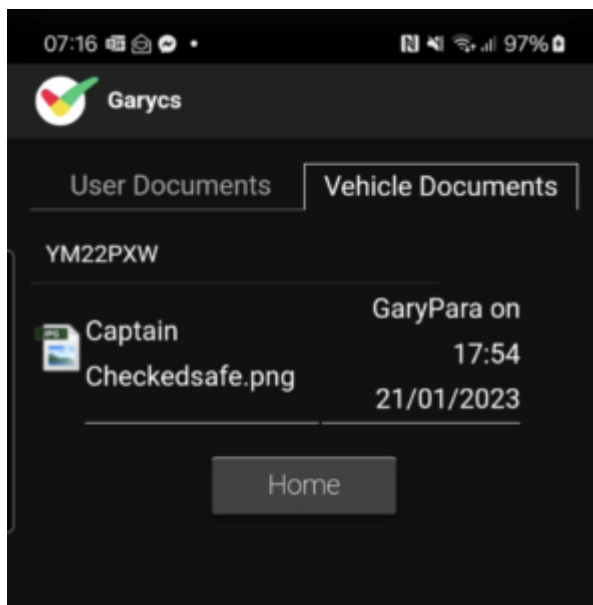 07:16 97%
Garycs
User Documents Vehicle Documents
YM22PXW
Captain
Checkedsafe.png
GaryPara on
17:54
21/01/2023
Home